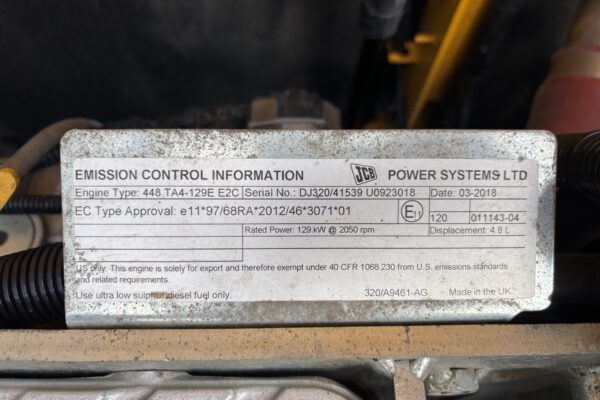 EMISSION CONTROL INFORMATION JCB POWER SYSTEMS LTD
Engine Type: 448 TA4-129E E2C Serial No.: DJ320/41539 U0923018 Date: 03-2018
EC Type Approval: e11*97/68RA*2012/46*3071*01 E11 120 011143-04
Rated Power: 129 kW @ 2050 rpm Displacement: 4.8 L
US only: This engine is solely for export and therefore exempt under 40 CFR 1068.230 from U.S. emissions standards
and related requirements.
Use ultra low sulphur diesel fuel only 320/A9461-AG Made in the UK.